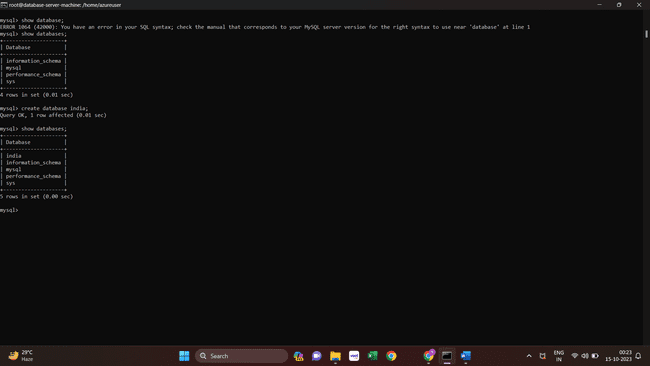 root@database-server-machine: /home/azureuser
mysql> show database;
ERROR 1064 (42000): You have an error in your SQL syntax; check the manual that corresponds to your MySQL server version for the right syntax to use near 'database' at line 1
mysql> show databases;
+--------------------+
| Database           |
+--------------------+
| information_schema |
| mysql              |
| performance_schema |
| sys                |
+--------------------+
4 rows in set (0.01 sec)
mysql> create database india;
Query OK, 1 row affected (0.01 sec)
mysql> show databases;
+--------------------+
| Database           |
+--------------------+
| india              |
| information_schema |
| mysql              |
| performance_schema |
| sys                |
+--------------------+
5 rows in set (0.00 sec)
mysql>
29°C
Haze
Search
ENG
IN
00:23
15-10-2023